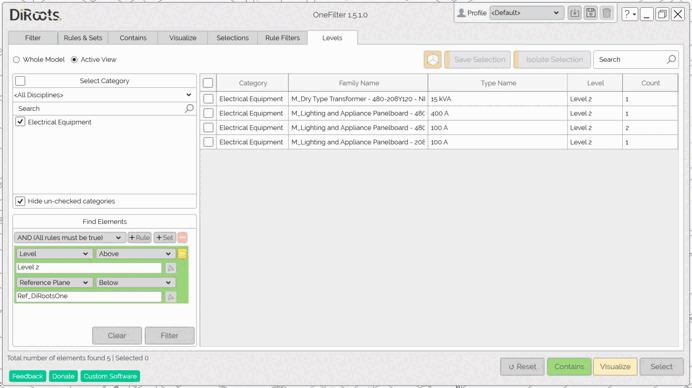 DiRoots.
OneFilter 1.5.1.0
Profile <Default>
?
Filter Rules & Sets Contains Visualize Selections Rule Filters Levels
Whole Model Active View
Save Selection Isolate Selection Search
Select Category
<All Disciplines>
Search
Electrical Equipment
Hide un-checked categories
Category Family Name Type Name Level Count
Electrical Equipment M_Dry Type Transformer - 480-208Y120 - 15 kVA Level 2 1
Electrical Equipment M_Lighting and Appliance Panelboard - 480 400 A Level 2 1
Electrical Equipment M_Lighting and Appliance Panelboard - 480 100 A Level 2 2
Electrical Equipment M_Lighting and Appliance Panelboard - 208 100 A Level 2 1
Find Elements
AND (All rules must be true) +Rule +Set
Level Above
Level 2
Reference Plane Below
Ref_DiRootsOne
Clear Filter
Total number of elements found 5 | Selected 0
Feedback Donate Custom Software
Reset Contains Visualize Select